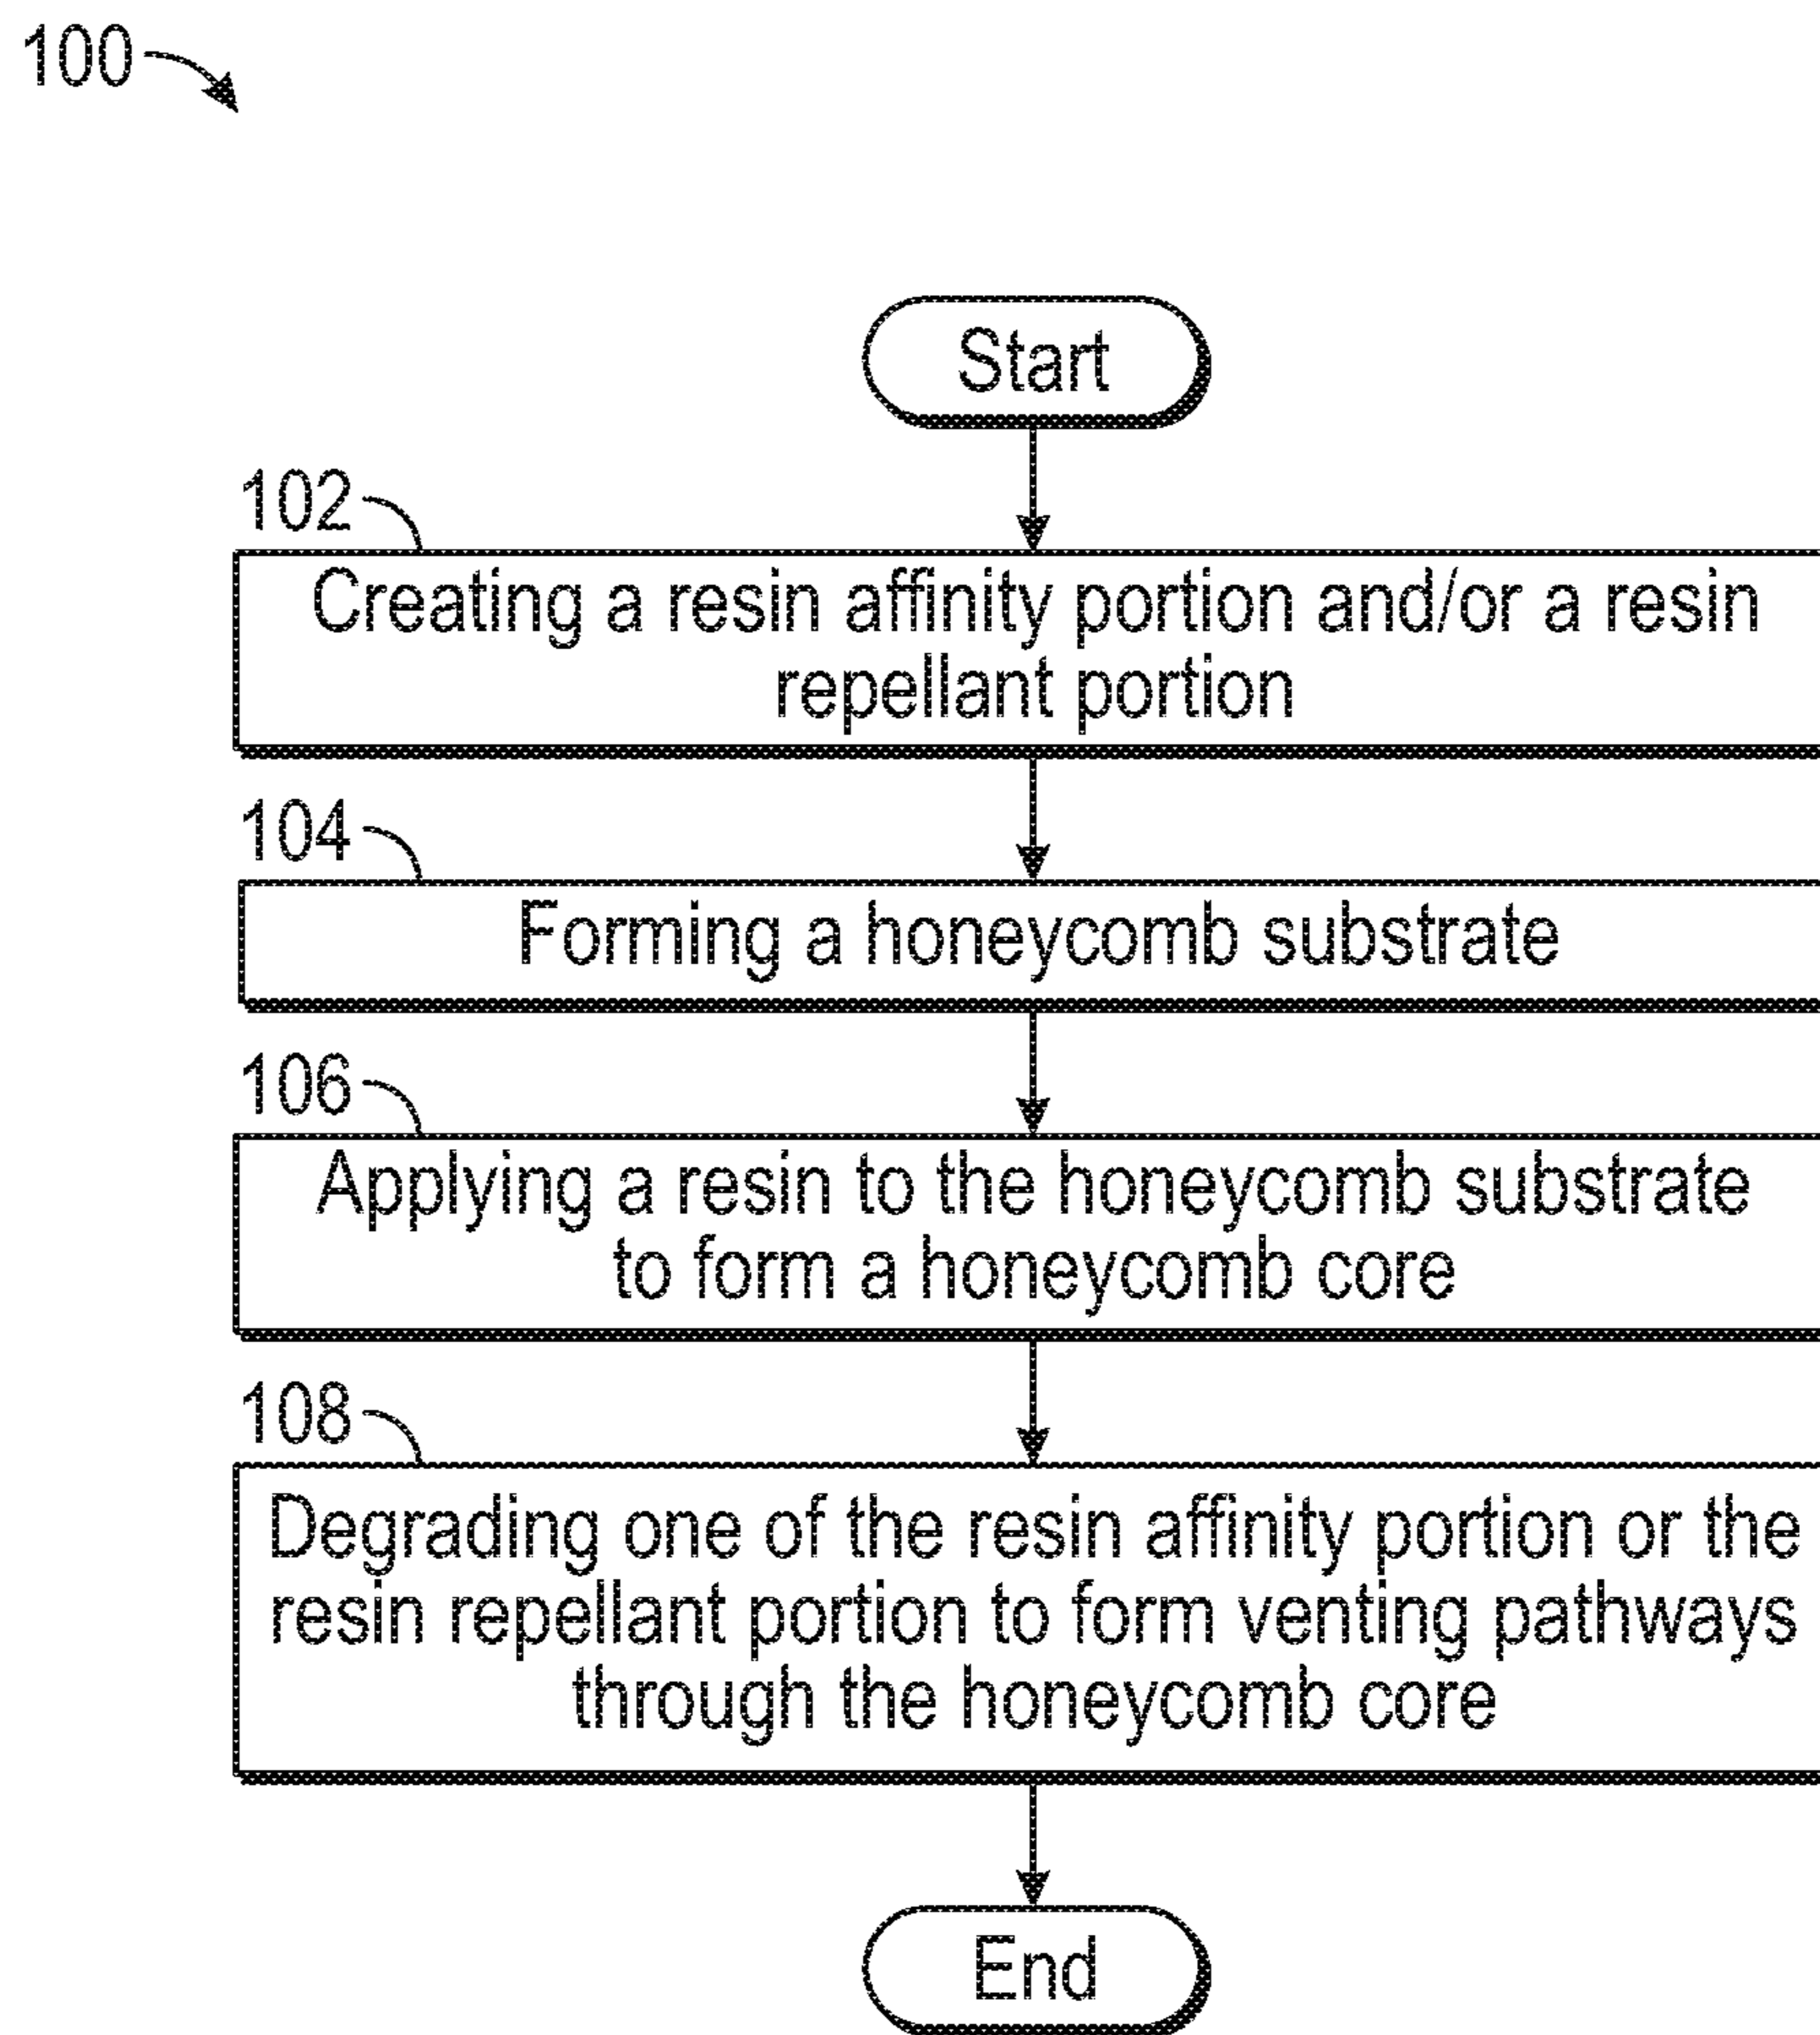 100
Start
102
Creating a resin affinity portion and/or a resin
repellant portion
104
Forming a honeycomb substrate
106
Applying a resin to the honeycomb substrate
to form a honeycomb core
108
Degrading one of the resin affinity portion or the
resin repellant portion to form venting pathways
through the honeycomb core
End